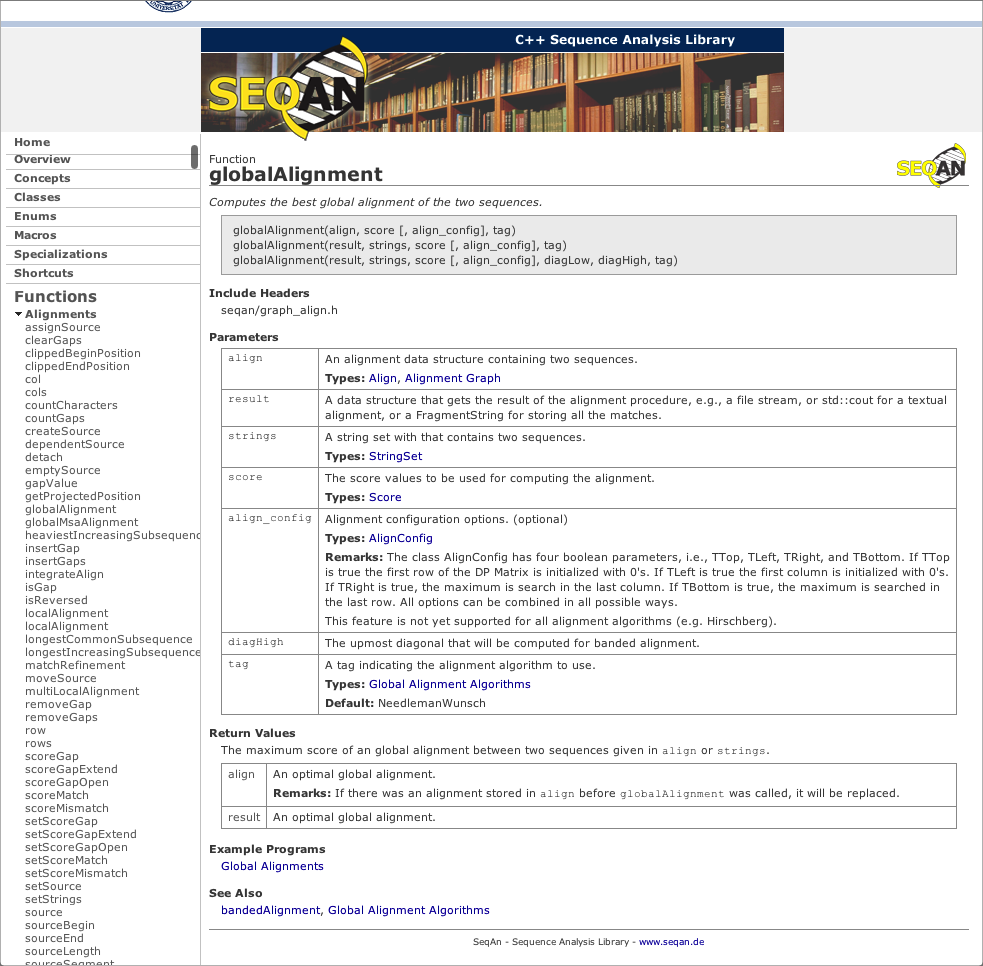 C++ Sequence Analysis Library
SEQAN
Home
Overview
Concepts
Classes
Enums
Macros
Specializations
Shortcuts
Functions
Alignments
assignSource
clearGaps
clippedBeginPosition
clippedEndPosition
col
cols
countCharacters
countGaps
createSource
dependentSource
detach
emptySource
gapValue
getProjectedPosition
globalAlignment
globalMsaAlignment
heaviestIncreasingSubsequenc
insertGap
insertGaps
integrateAlign
isGap
isReversed
localAlignment
localAlignment
longestCommonSubsequence
longestIncreasingSubsequence
matchRefinement
moveSource
multiLocalAlignment
removeGap
removeGaps
row
rows
scoreGap
scoreGapExtend
scoreGapOpen
scoreMatch
scoreMismatch
setScoreGap
setScoreGapExtend
setScoreGapOpen
setScoreMatch
setScoreMismatch
setSource
setStrings
source
sourceBegin
sourceEnd
sourceLength
sourceSegment
Function
globalAlignment
SEQAN
Computes the best global alignment of the two sequences.
globalAlignment(align, score [, align_config], tag)
globalAlignment(result, strings, score [, align_config], tag)
globalAlignment(result, strings, score [, align_config], diagLow, diagHigh, tag)
Include Headers
seqan/graph_align.h
Parameters
align An alignment data structure containing two sequences.
Types: Align, Alignment Graph
result A data structure that gets the result of the alignment procedure, e.g., a file stream, or std::cout for a textual
alignment, or a FragmentString for storing all the matches.
strings A string set with that contains two sequences.
Types: StringSet
score The score values to be used for computing the alignment.
Types: Score
align_config Alignment configuration options. (optional)
Types: AlignConfig
Remarks: The class AlignConfig has four boolean parameters, i.e., TTop, TLeft, TRight, and TBottom. If TTop
is true the first row of the DP Matrix is initialized with 0's. If TLeft is true the first column is initialized with 0's.
If TRight is true, the maximum is search in the last column. If TBottom is true, the maximum is searched in
the last row. All options can be combined in all possible ways.
This feature is not yet supported for all alignment algorithms (e.g. Hirschberg).
diagHigh The upmost diagonal that will be computed for banded alignment.
tag A tag indicating the alignment algorithm to use.
Types: Global Alignment Algorithms
Default: NeedlemanWunsch
Return Values
The maximum score of an global alignment between two sequences given in align or strings.
align An optimal global alignment.
Remarks: If there was an alignment stored in align before globalAlignment was called, it will be replaced.
result An optimal global alignment.
Example Programs
Global Alignments
See Also
bandedAlignment, Global Alignment Algorithms
SeqAn - Sequence Analysis Library - www.seqan.de